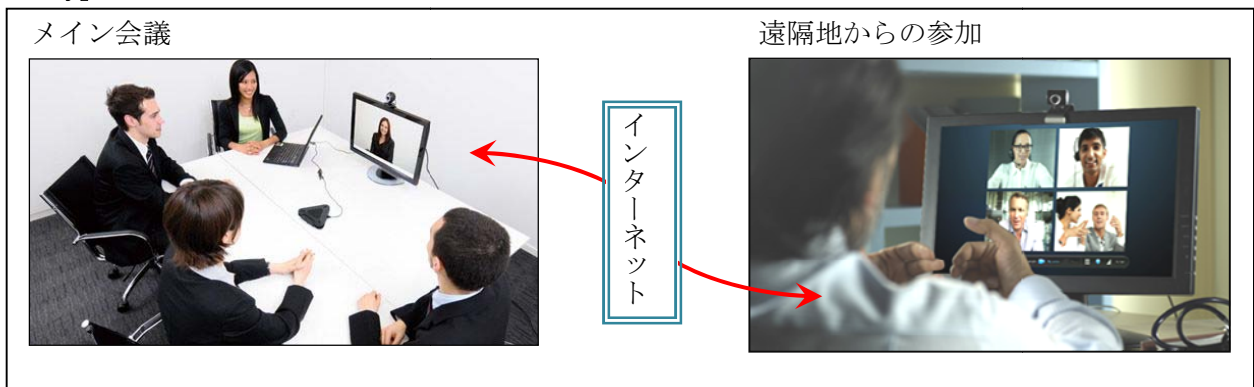 メイン会議
遠隔地からの参加
インターネット